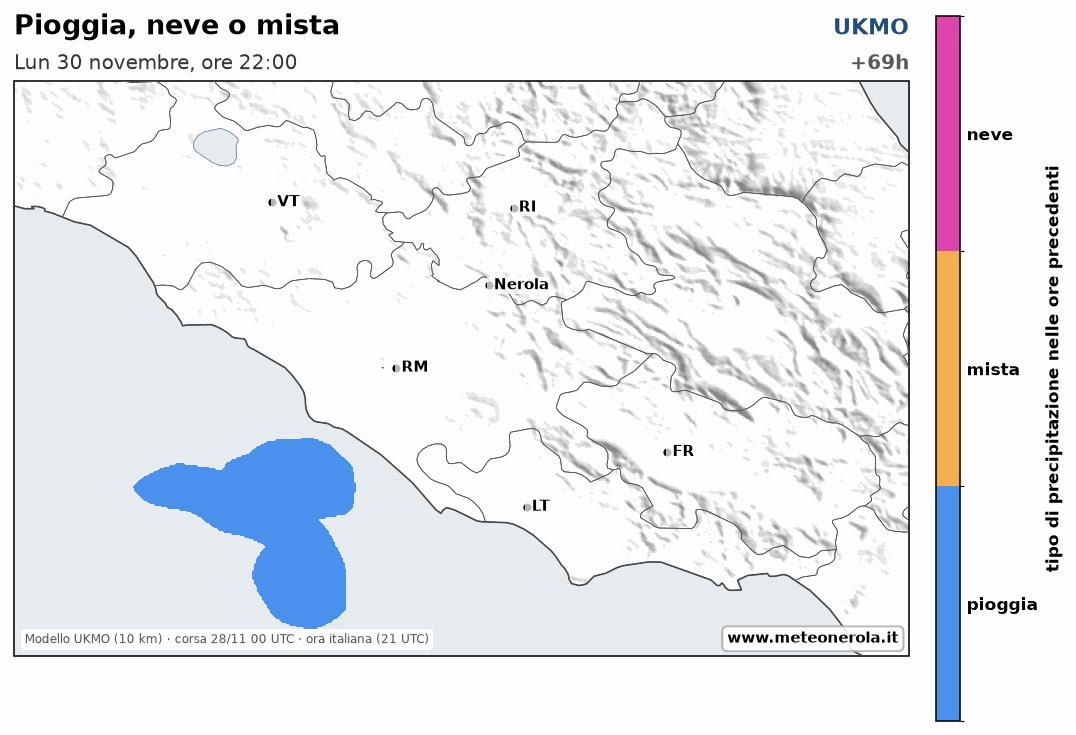 Pioggia, neve o mista
UKMO
Lun 30 novembre, ore 22:00
+69h
neve
VT
RI
Nerola
mista
RM
FR
LT
pioggia
tipo di precipitazione nelle ore precedenti
Modello UKMO (10 km) · corsa 28/11 00 UTC · ora italiana (21 UTC)
www.meteonerola.it